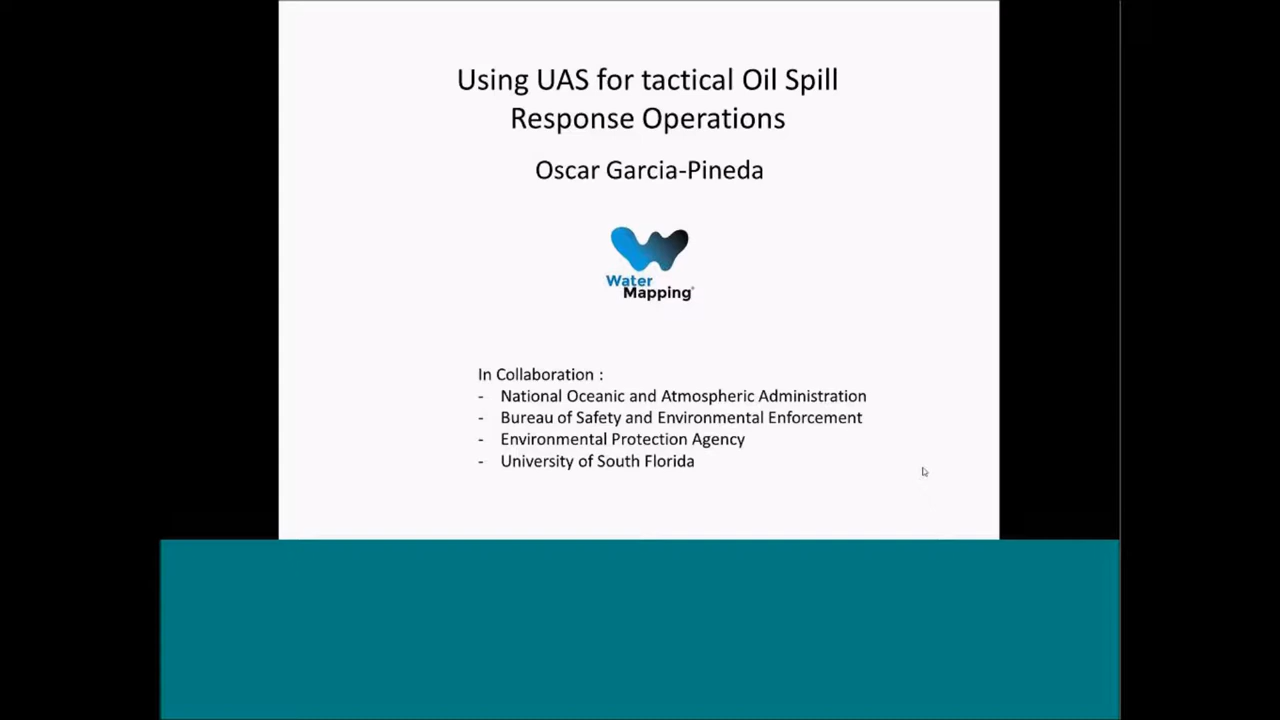 Using UAS for tactical Oil Spill
Response Operations
Oscar Garcia-Pineda
Water
Mapping
In Collaboration :
- National Oceanic and Atmospheric Administration
- Bureau of Safety and Environmental Enforcement
- Environmental Protection Agency
- University of South Florida